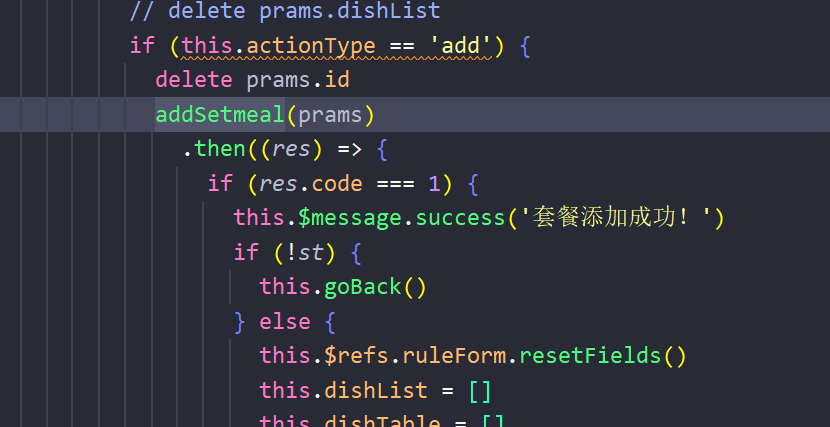 // delete prams.dishList
if (this.actionType == 'add') {
delete prams.id
addSetmeal(prams)
.then((res) => {
if (res.code === 1) {
this.$message.success('套餐添加成功！')
if (!st) {
this.goBack()
} else {
this.$refs.ruleForm.resetFields()
this.dishList = []
this.dishTable = []